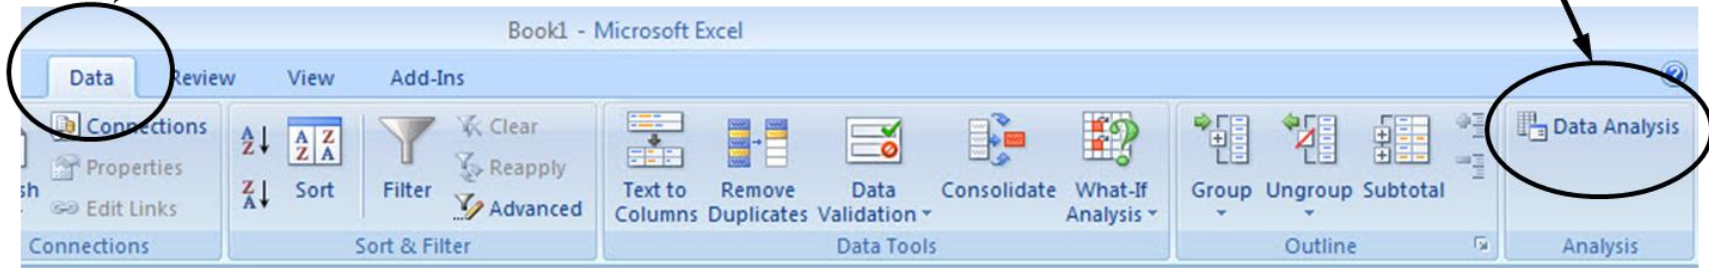 Book1 - Microsoft Excel
Data Review View Add-Ins
Connections
Properties
sh Edit Links
Connections
A Z
Z A
A Z
Z A
Sort
Filter
Clear
Reapply
Advanced
Sort & Filter
Text to
Columns
Remove
Duplicates
Data
Validation
Consolidate
What-If
Analysis
Data Tools
Group
Ungroup
Subtotal
Outline
Data Analysis
Analysis